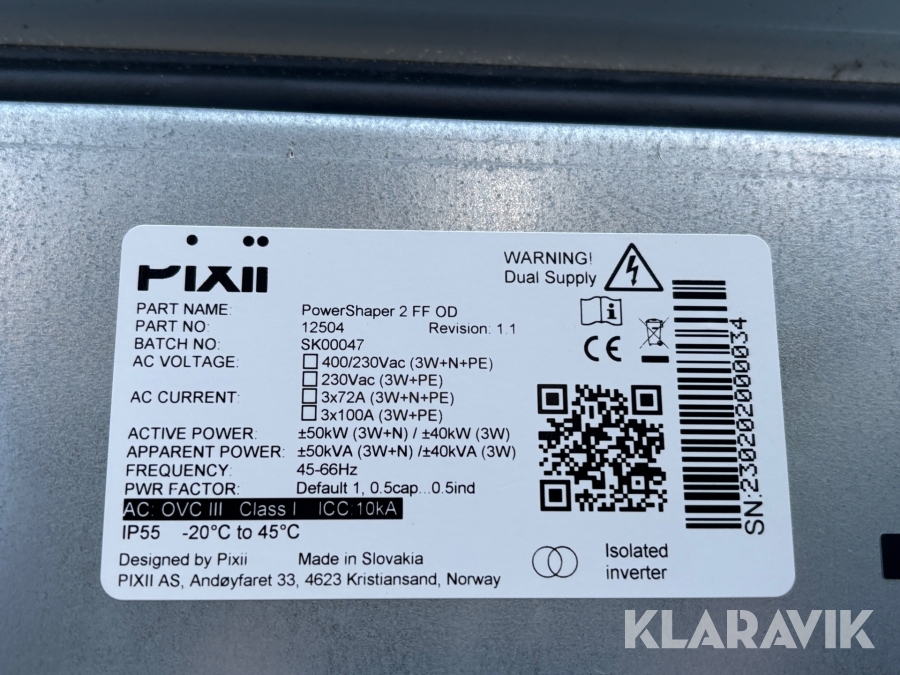 Pixii
WARNING!
Dual Supply
PART NAME: PowerShaper 2 FF OD
PART NO: 12504 Revision: 1.1
BATCH NO: SK00047
AC VOLTAGE: 400/230Vac (3W+N+PE)
230Vac (3W+PE)
AC CURRENT: 3x72A (3W+N+PE)
3x100A (3W+PE)
ACTIVE POWER: ±50kW (3W+N) / ±40kW (3W)
APPARENT POWER: ±50kVA (3W+N) /±40kVA (3W)
FREQUENCY: 45-66Hz
PWR FACTOR: Default 1, 0.5cap...0.5ind
AC: OVC III Class I ICC:10kA
IP55 -20°C to 45°C
Designed by Pixii Made in Slovakia
PIXII AS, Andøyfaret 33, 4623 Kristiansand, Norway
i
CE
SN:2302020000034
Isolated
inverter
KLARAVIK